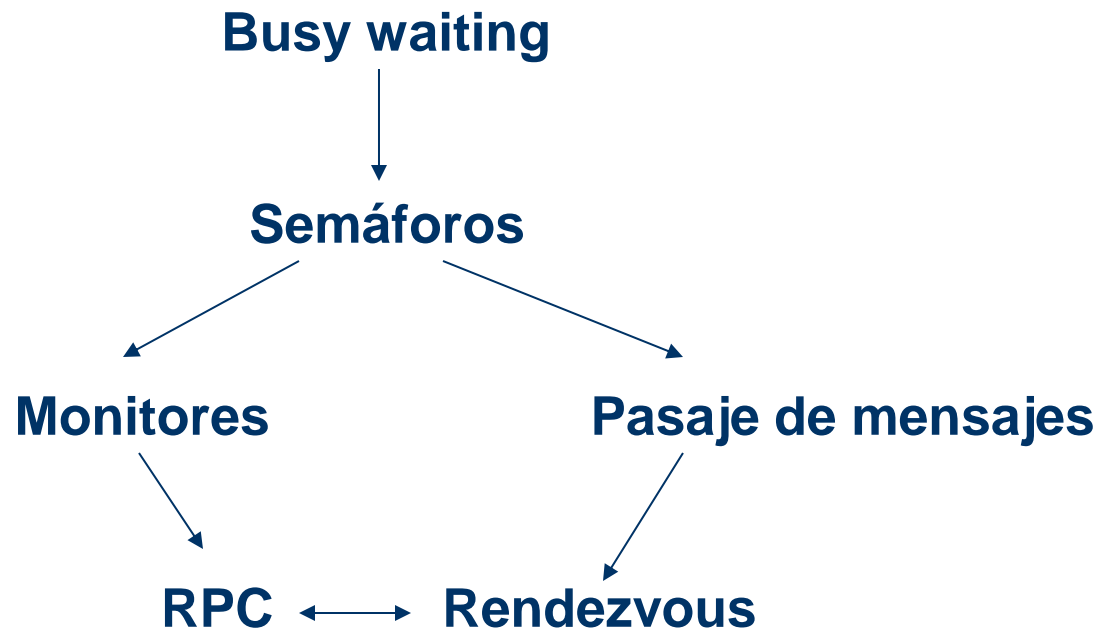 Busy waiting
Semáforos
Monitores
Pasaje de mensajes
RPC
Rendezvous